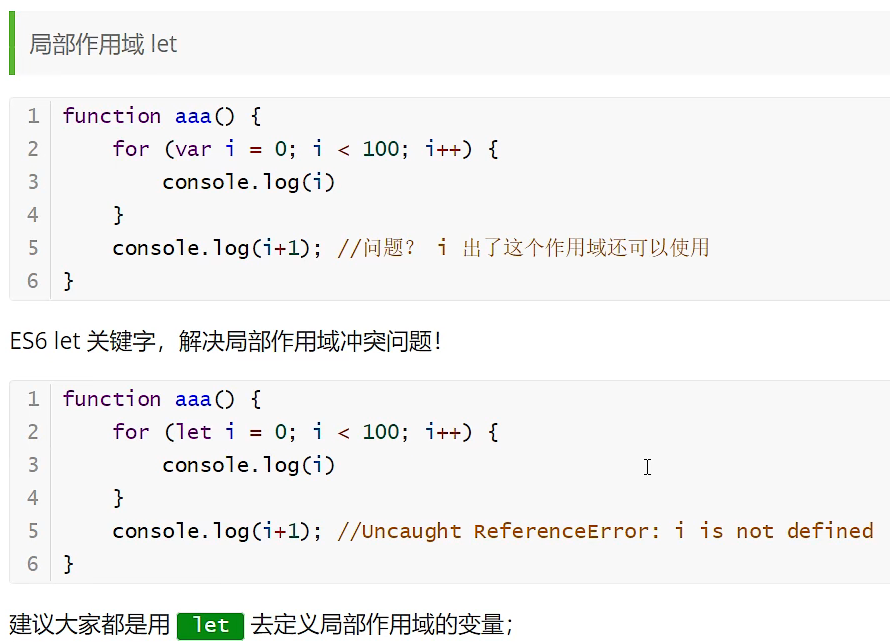 局部作用域 let
1 function aaa() {
2     for (var i = 0; i < 100; i++) {
3         console.log(i)
4     }
5     console.log(i+1); //问题？ i 出了这个作用域还可以使用
6 }
ES6 let 关键字，解决局部作用域冲突问题！
1 function aaa() {
2     for (let i = 0; i < 100; i++) {
3         console.log(i)
4     }
5     console.log(i+1); //Uncaught ReferenceError: i is not defined
6 }
建议大家都是用 let 去定义局部作用域的变量；